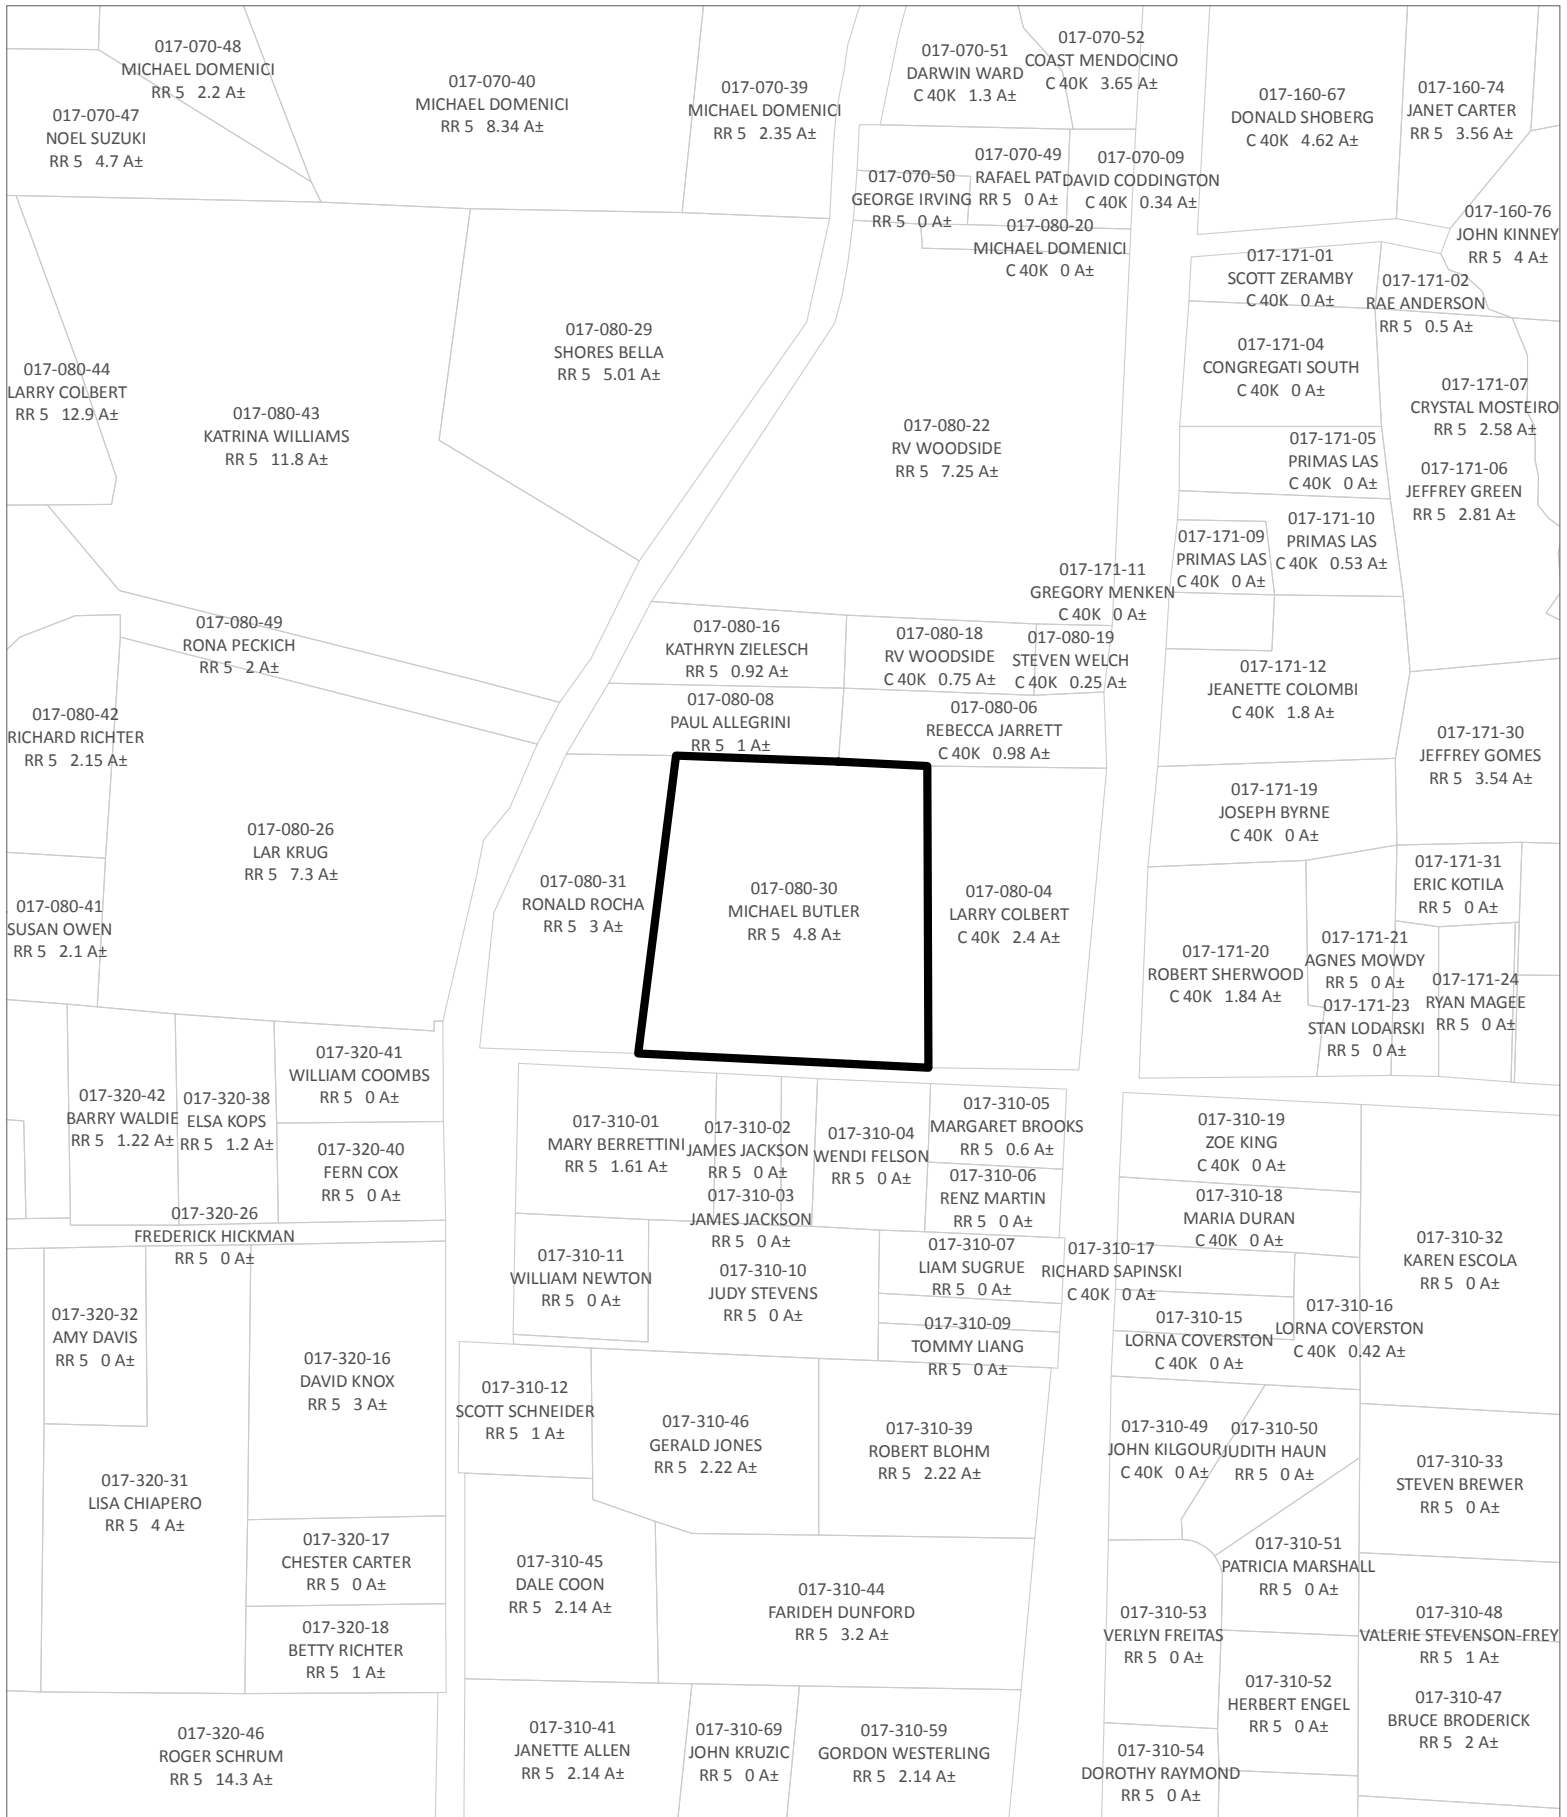 017-070-48
MICHAEL DOMENICI
RR 5 2.2 A±
017-070-47
NOEL SUZUKI
RR 5 4.7 A±
017-070-40
MICHAEL DOMENICI
RR 5 8.34 A±
017-070-39
MICHAEL DOMENICI
RR 5 2.35 A±
017-070-51
DARWIN WARD
C 40K 1.3 A±
017-070-52
COAST MENDOCINO
C 40K 3.65 A±
017-160-67
DONALD SHOBERG
C 40K 4.62 A±
017-160-74
JANET CARTER
RR 5 3.56 A±
017-070-49
RAFAEL PAT
RR 5 0 A±
017-070-09
DAVID CODDINGTON
C 40K 0.34 A±
017-070-50
GEORGE IRVING
RR 5 0 A±
017-080-20
MICHAEL DOMENICI
C 40K 0 A±
017-160-76
JOHN KINNEY
RR 5 4 A±
017-171-01
SCOTT ZERAMBY
C 40K 0 A±
017-171-02
RAE ANDERSON
RR 5 0.5 A±
017-080-29
SHORES BELLA
RR 5 5.01 A±
017-171-04
CONGREGATI SOUTH
C 40K 0 A±
017-080-44
LARRY COLBERT
RR 5 12.9 A±
017-080-43
KATRINA WILLIAMS
RR 5 11.8 A±
017-080-22
RV WOODSIDE
RR 5 7.25 A±
017-171-07
CRYSTAL MOSTEIRO
RR 5 2.58 A±
017-171-05
PRIMAS LAS
C 40K 0 A±
017-171-06
JEFFREY GREEN
RR 5 2.81 A±
017-171-10
PRIMAS LAS
C 40K 0.53 A±
017-171-09
PRIMAS LAS
C 40K 0 A±
017-171-11
GREGORY MENKEN
C 40K 0 A±
017-080-49
RONA PECKICH
RR 5 2 A±
017-080-16
KATHRYN ZIELESCH
RR 5 0.92 A±
017-080-18
RV WOODSIDE
C 40K 0.75 A±
017-080-19
STEVEN WELCH
C 40K 0.25 A±
017-171-12
JEANETTE COLOMBI
C 40K 1.8 A±
017-080-42
RICHARD RICHTER
RR 5 2.15 A±
017-080-08
PAUL ALLEGRINI
RR 5 1 A±
017-080-06
REBECCA JARRETT
C 40K 0.98 A±
017-171-30
JEFFREY GOMES
RR 5 3.54 A±
017-171-19
JOSEPH BYRNE
C 40K 0 A±
017-080-26
LAR KRUG
RR 5 7.3 A±
017-080-31
RONALD ROCHA
RR 5 3 A±
017-080-30
MICHAEL BUTLER
RR 5 4.8 A±
017-080-04
LARRY COLBERT
C 40K 2.4 A±
017-171-31
ERIC KOTILA
RR 5 0 A±
017-080-41
SUSAN OWEN
RR 5 2.1 A±
017-171-20
ROBERT SHERWOOD
C 40K 1.84 A±
017-171-21
AGNES MOWDY
RR 5 0 A±
017-171-24
RYAN MAGEE
RR 5 0 A±
017-171-23
STAN LODARSKI
RR 5 0 A±
017-320-41
WILLIAM COOMBS
RR 5 0 A±
017-320-42
BARRY WALDIE
RR 5 1.22 A±
017-320-38
ELSA KOPS
RR 5 1.2 A±
017-310-01
MARY BERRETTINI
RR 5 1.61 A±
017-310-02
JAMES JACKSON
RR 5 0 A±
017-310-04
WENDI FELSON
RR 5 0 A±
017-310-05
MARGARET BROOKS
RR 5 0.6 A±
017-310-19
ZOE KING
C 40K 0 A±
017-320-40
FERN COX
RR 5 0 A±
017-310-06
RENZ MARTIN
RR 5 0 A±
017-310-03
JAMES JACKSON
RR 5 0 A±
017-310-18
MARIA DURAN
C 40K 0 A±
017-320-26
FREDERICK HICKMAN
RR 5 0 A±
017-310-32
KAREN ESCOLA
RR 5 0 A±
017-310-11
WILLIAM NEWTON
RR 5 0 A±
017-310-10
JUDY STEVENS
RR 5 0 A±
017-310-07
LIAM SUGRUE
RR 5 0 A±
017-310-17
RICHARD SAPINSKI
C 40K 0 A±
017-320-32
AMY DAVIS
RR 5 0 A±
017-310-09
TOMMY LIANG
RR 5 0 A±
017-310-15
LORNA COVERSTON
C 40K 0 A±
017-310-16
LORNA COVERSTON
C 40K 0.42 A±
017-320-16
DAVID KNOX
RR 5 3 A±
017-310-12
SCOTT SCHNEIDER
RR 5 1 A±
017-310-46
GERALD JONES
RR 5 2.22 A±
017-310-39
ROBERT BLOHM
RR 5 2.22 A±
017-310-49
JOHN KILGOUR
C 40K 0 A±
017-310-50
JUDITH HAUN
RR 5 0 A±
017-310-33
STEVEN BREWER
RR 5 0 A±
017-320-31
LISA CHIAPERO
RR 5 4 A±
017-320-17
CHESTER CARTER
RR 5 0 A±
017-310-45
DALE COON
RR 5 2.14 A±
017-310-44
FARIDEH DUNFORD
RR 5 3.2 A±
017-310-51
PATRICIA MARSHALL
RR 5 0 A±
017-310-53
VERLYN FREITAS
RR 5 0 A±
017-310-48
VALERIE STEVENSON-FREY
RR 5 1 A±
017-320-18
BETTY RICHTER
RR 5 1 A±
017-310-52
HERBERT ENGEL
RR 5 0 A±
017-310-47
BRUCE BRODERICK
RR 5 2 A±
017-320-46
ROGER SCHRUM
RR 5 14.3 A±
017-310-41
JANETTE ALLEN
RR 5 2.14 A±
017-310-69
JOHN KRUZIC
RR 5 0 A±
017-310-59
GORDON WESTERLING
RR 5 2.14 A±
017-310-54
DOROTHY RAYMOND
RR 5 0 A±